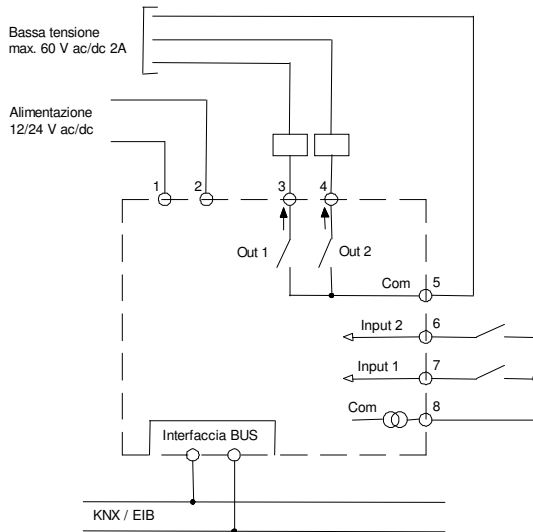 Bassa tensione
max. 60 V ac/dc 2A
Alimentazione
12/24 V ac/dc
1
2
3
4
Out 1
Out 2
Com
5
Input 2
6
Input 1
7
Com
8
Interfaccia BUS
KNX / EIB